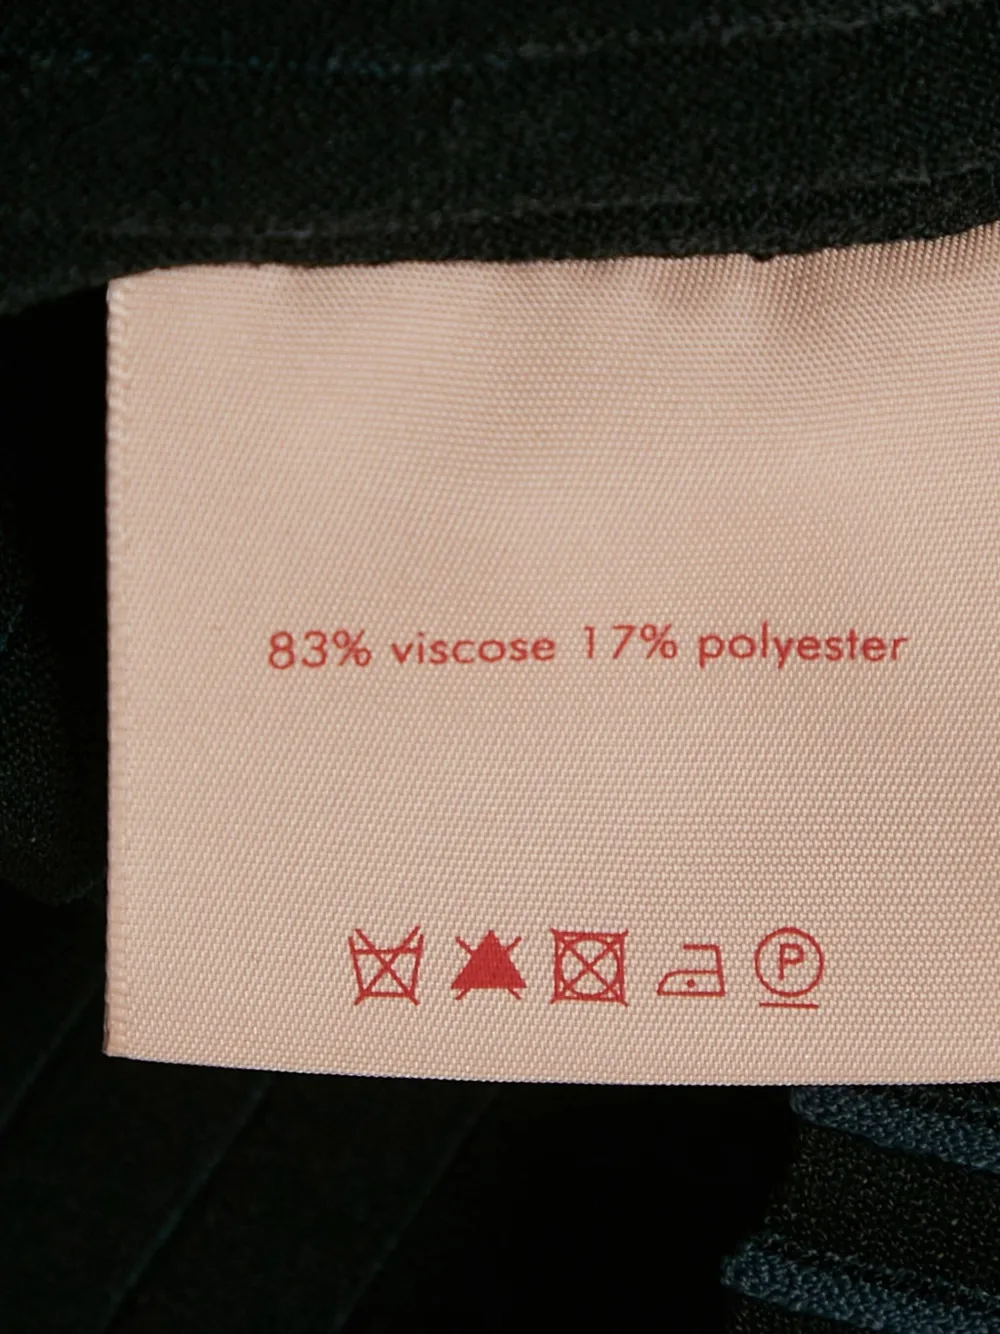 83% viscose 17% polyester
P